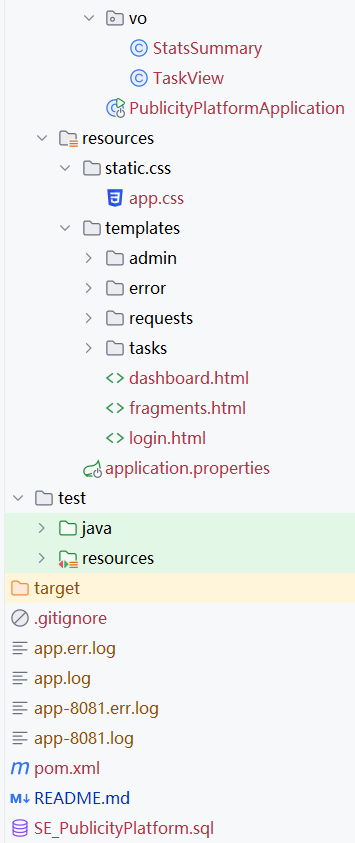 vo
StatsSummary
TaskView
PublicityPlatformApplication
resources
static.css
app.css
templates
admin
error
requests
tasks
dashboard.html
fragments.html
login.html
application.properties
test
java
resources
target
.gitignore
app.err.log
app.log
app-8081.err.log
app-8081.log
pom.xml
README.md
SE_PublicityPlatform.sql